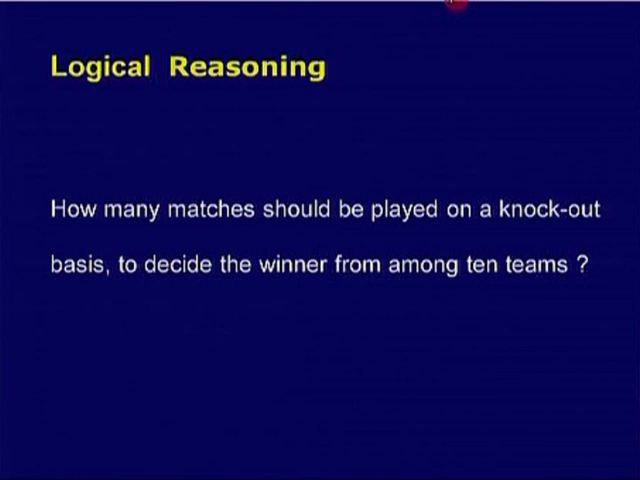 Logical Reasoning
How many matches should be played on a knock-out
basis, to decide the winner from among ten teams ?